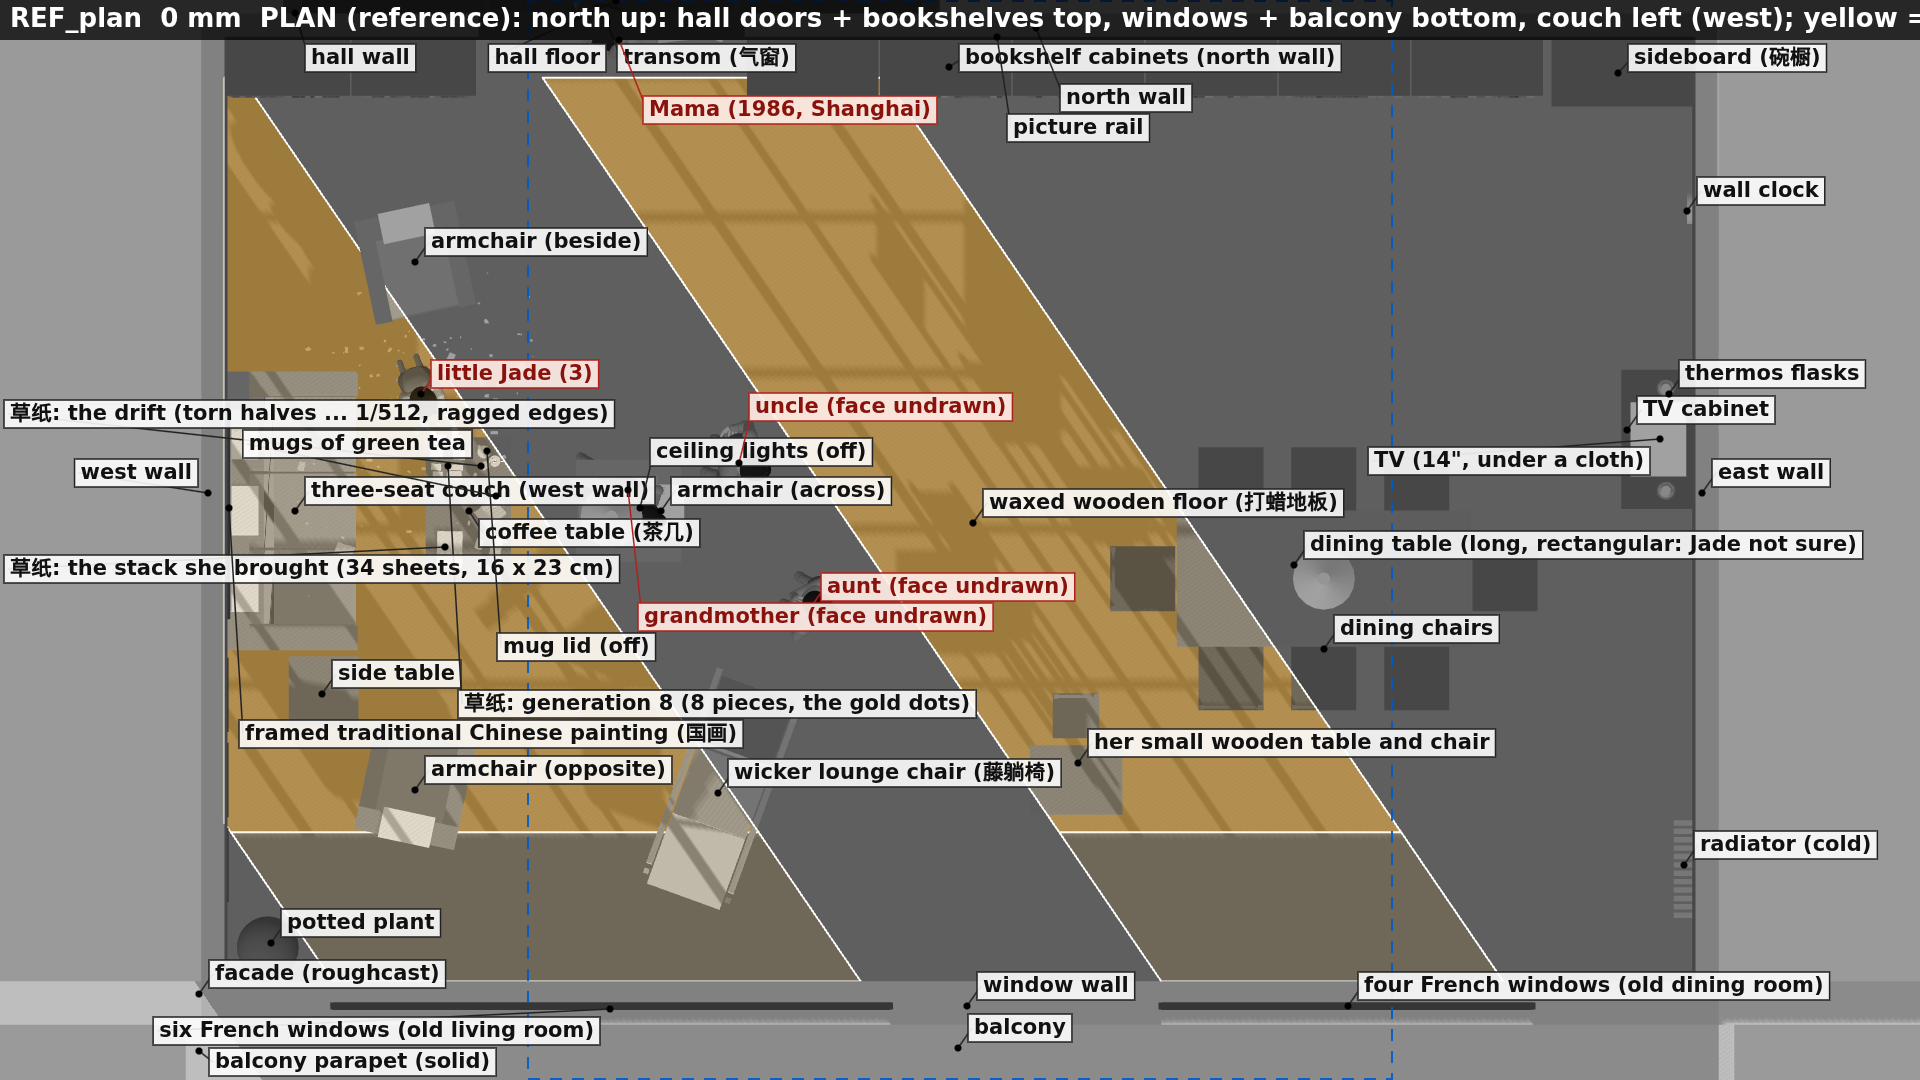 REF_plan 0 mm PLAN (reference): north up: hall doors + bookshelves top, windows + balcony bottom, couch left (west); yellow =
hall wall
hall floor
transom (气窗)
bookshelf cabinets (north wall)
sideboard (碗橱)
Mama (1986, Shanghai)
north wall
picture rail
wall clock
armchair (beside)
little Jade (3)
thermos flasks
草纸: the drift (torn halves ... 1/512, ragged edges)
uncle (face undrawn)
TV cabinet
mugs of green tea
ceiling lights (off)
TV (14", under a cloth)
west wall
east wall
three-seat couch (west wall)
armchair (across)
waxed wooden floor (打蜡地板)
coffee table (茶几)
dining table (long, rectangular: Jade not sure)
草纸: the stack she brought (34 sheets, 16 x 23 cm)
aunt (face undrawn)
grandmother (face undrawn)
dining chairs
mug lid (off)
side table
草纸: generation 8 (8 pieces, the gold dots)
framed traditional Chinese painting (国画)
her small wooden table and chair
armchair (opposite)
wicker lounge chair (藤躺椅)
radiator (cold)
potted plant
facade (roughcast)
window wall
four French windows (old dining room)
six French windows (old living room)
balcony
balcony parapet (solid)